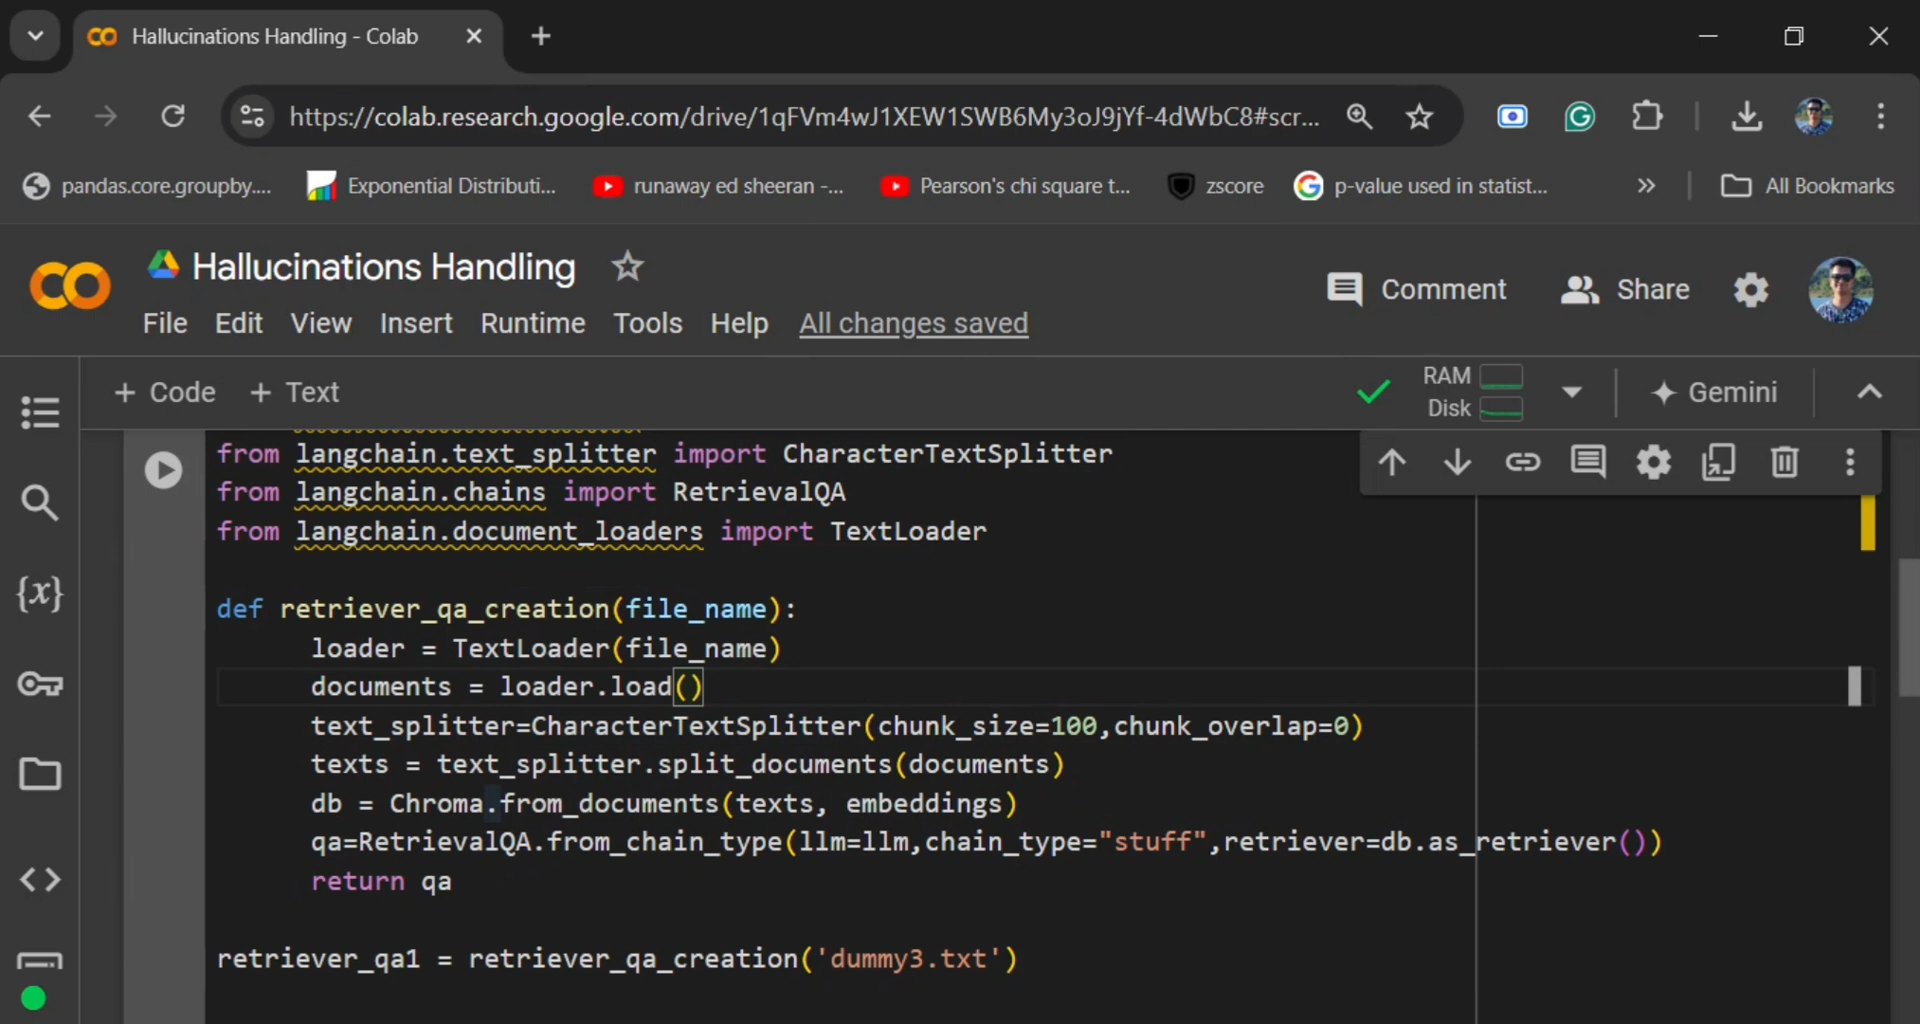 Hallucinations Handling - Colab
https://colab.research.google.com/drive/1qFVm4wJ1XEW1SWB6My3oJ9jYf-4dWbC8#scr...
pandas.core.groupby.... Exponential Distributi... runaway ed sheeran -... Pearson's chi square t... zscore p-value used in statist... All Bookmarks
Hallucinations Handling
Comment Share
File Edit View Insert Runtime Tools Help All changes saved
+ Code + Text RAM Disk Gemini
from langchain.text_splitter import CharacterTextSplitter
from langchain.chains import RetrievalQA
from langchain.document_loaders import TextLoader
def retriever_qa_creation(file_name):
loader = TextLoader(file_name)
documents = loader.load()
text_splitter=CharacterTextSplitter(chunk_size=100,chunk_overlap=0)
texts = text_splitter.split_documents(documents)
db = Chroma.from_documents(texts, embeddings)
qa=RetrievalQA.from_chain_type(llm=llm,chain_type="stuff",retriever=db.as_retriever())
return qa
retriever_qa1 = retriever_qa_creation('dummy3.txt')